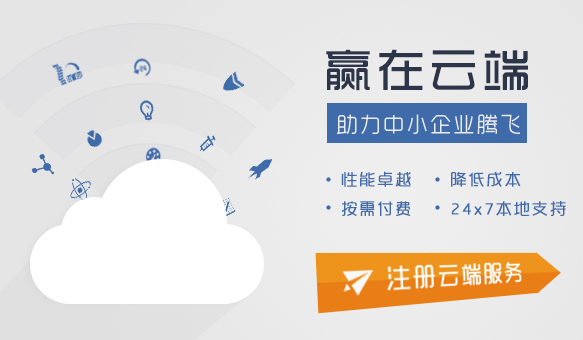 赢在云端
助力中小企业腾飞
• 性能卓越 • 降低成本
• 按需付费 • 24x7本地支持
注册云端服务